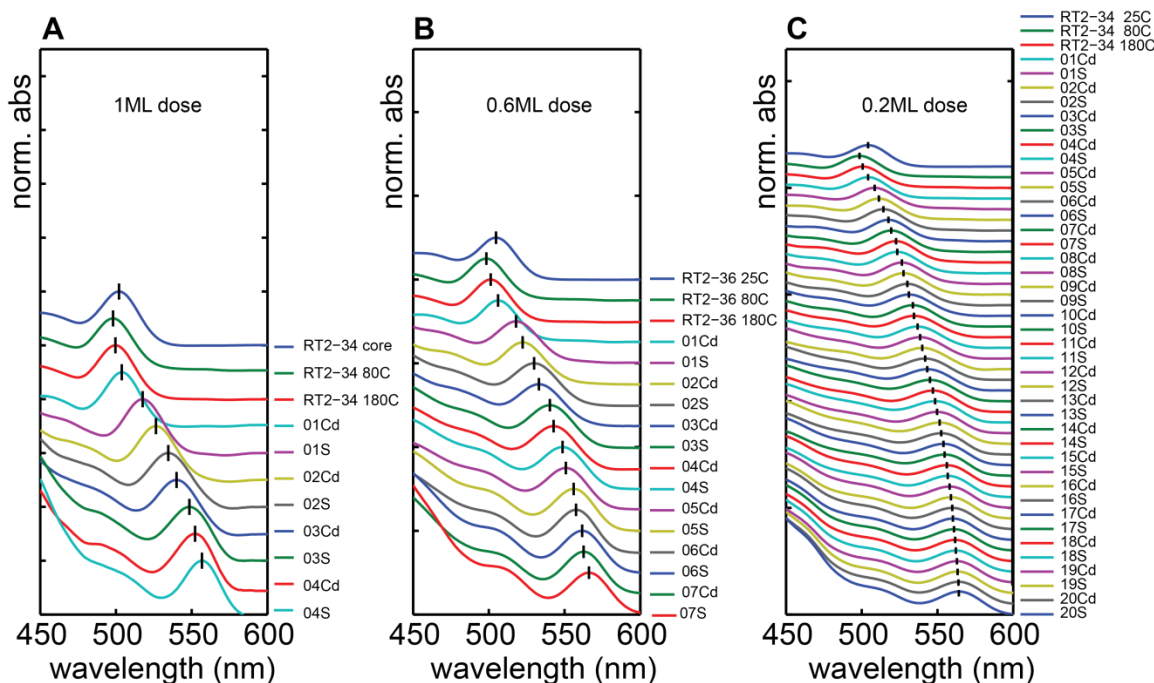 A
norm. abs
1ML dose
RT2-34 core
RT2-34 80C
RT2-34 180C
01Cd
01S
02Cd
02S
03Cd
03S
04Cd
04S
450 500 550 600
wavelength (nm)
B
norm. abs
0.6ML dose
RT2-36 25C
RT2-36 80C
RT2-36 180C
01Cd
01S
02Cd
02S
03Cd
03S
04Cd
04S
05Cd
05S
06Cd
06S
07Cd
07S
450 500 550 600
wavelength (nm)
C
norm. abs
0.2ML dose
RT2-34 25C
RT2-34 80C
RT2-34 180C
01Cd
01S
02Cd
02S
03Cd
03S
04Cd
04S
05Cd
05S
06Cd
06S
07Cd
07S
08Cd
08S
09Cd
09S
10Cd
10S
11Cd
11S
12Cd
12S
13Cd
13S
14Cd
14S
15Cd
15S
16Cd
16S
17Cd
17S
18Cd
18S
19Cd
19S
20Cd
20S
450 500 550 600
wavelength (nm)